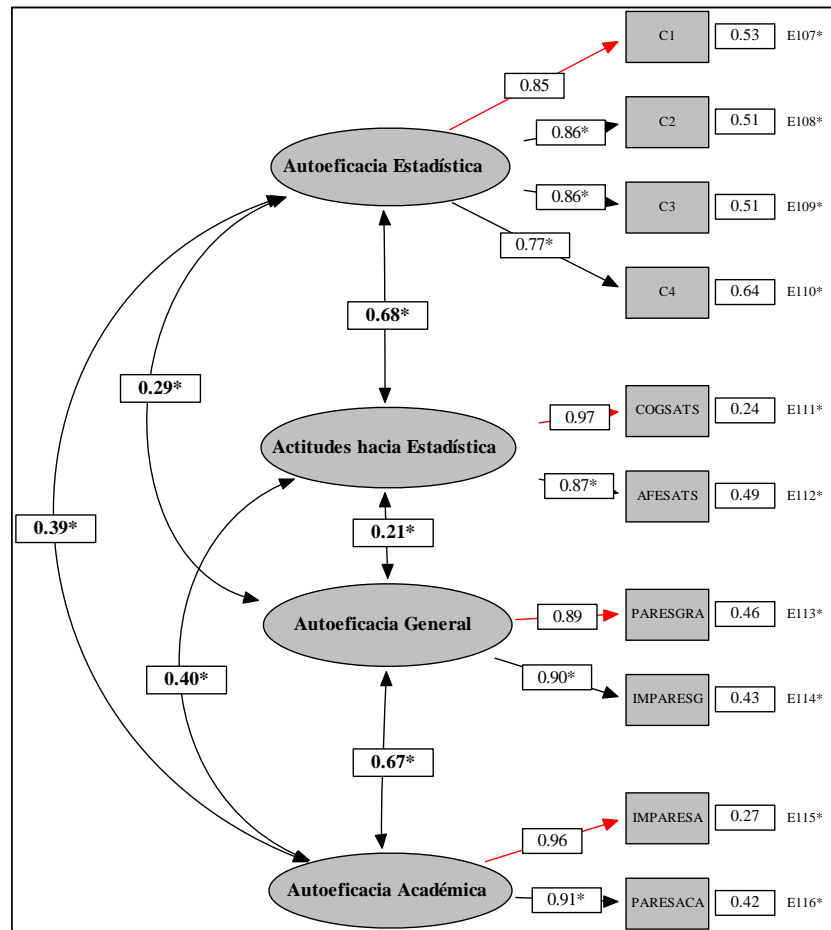 C1 0.53 E107*
0.85
C2 0.51 E108*
0.86*
Autoeficacia Estadística
C3 0.51 E109*
0.86*
0.77*
C4 0.64 E110*
0.68*
0.29*
COGSATS 0.24 E111*
0.97
Actitudes hacia Estadística
0.87*
AFESATS 0.49 E112*
0.39*
0.21*
PARESGRA 0.46 E113*
0.89
Autoeficacia General
0.40*
0.90*
IMPARESG 0.43 E114*
0.67*
IMPARESA 0.27 E115*
0.96
Autoeficacia Académica
0.91*
PARESACA 0.42 E116*